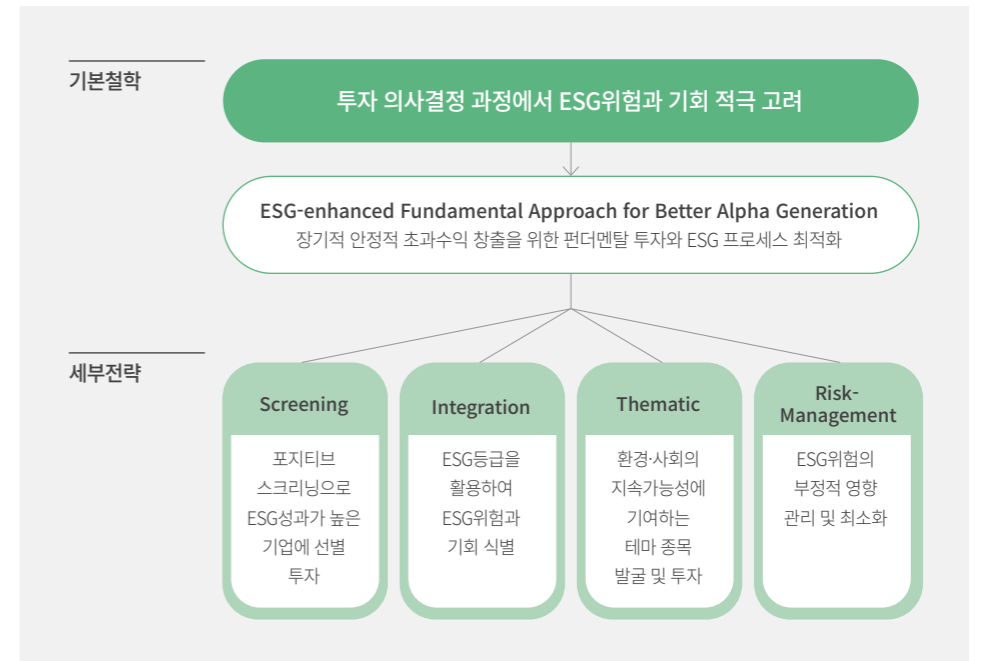 기본철학
투자 의사결정 과정에서 ESG위험과 기회 적극 고려
ESG-enhanced Fundamental Approach for Better Alpha Generation
장기적 안정적 초과수익 창출을 위한 펀더멘탈 투자와 ESG 프로세스 최적화
세부전략
Screening
포지티브
스크리닝으로
ESG성과가 높은
기업에 선별
투자
Integration
ESG등급을
활용하여
ESG위험과
기회 식별
Thematic
환경·사회의
지속가능성에
기여하는
테마 종목
발굴 및 투자
Risk-
Management
ESG위험의
부정적 영향
관리 및 최소화